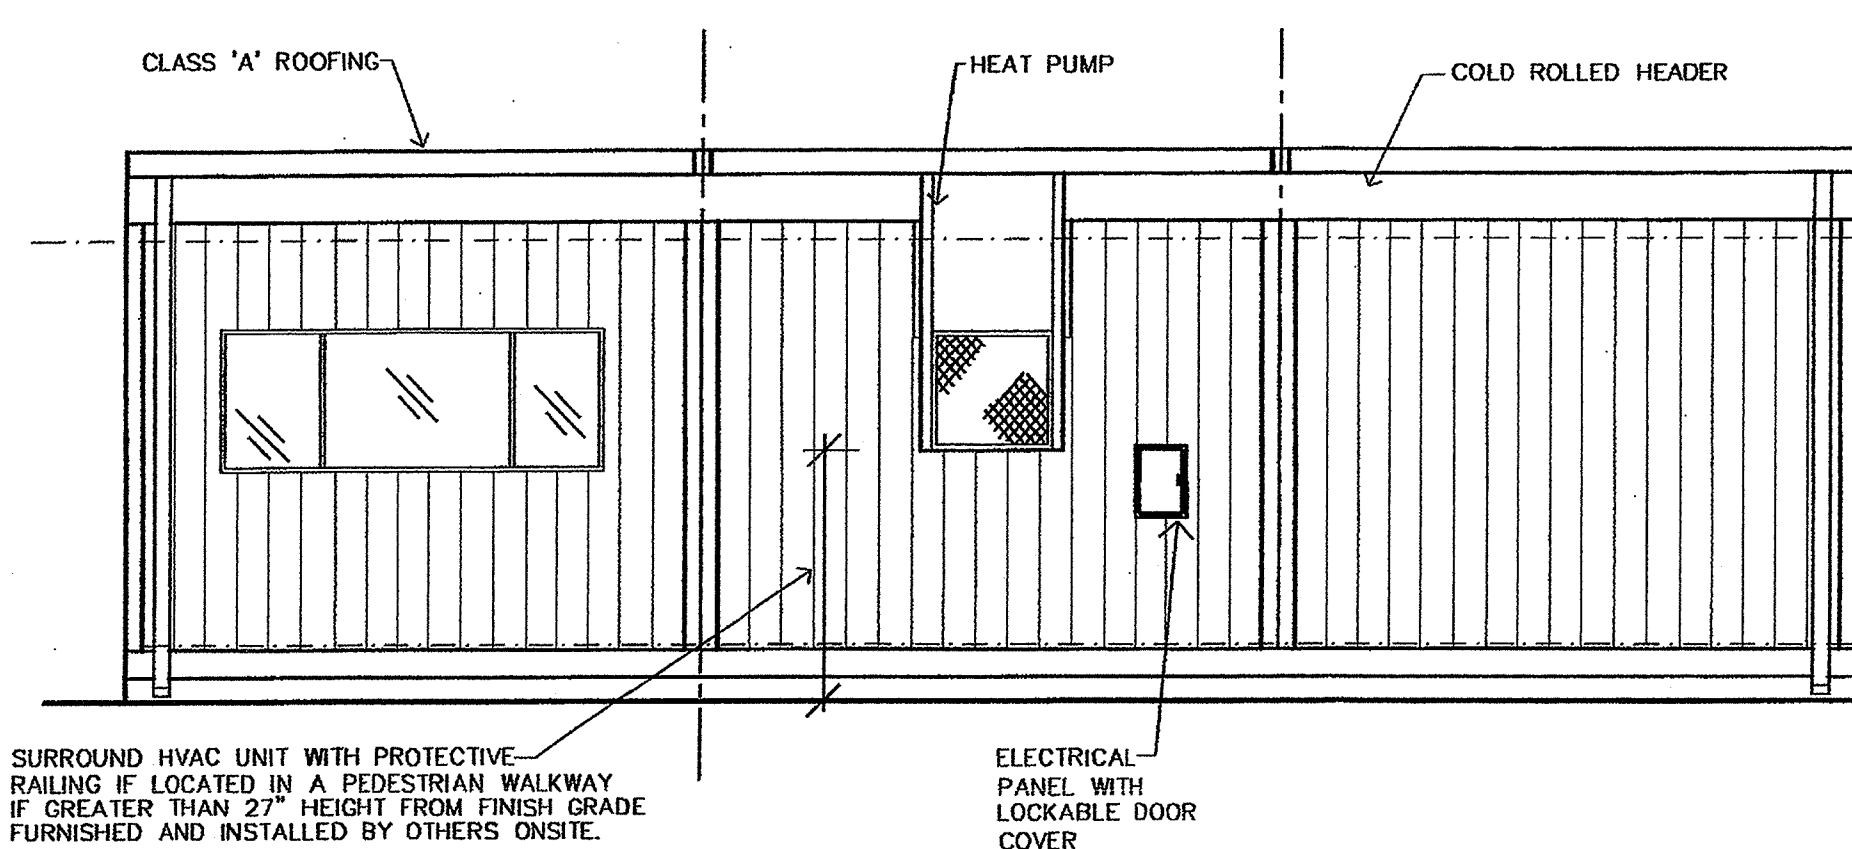 CLASS 'A' ROOFING
HEAT PUMP
COLD ROLLED HEADER
SURROUND HVAC UNIT WITH PROTECTIVE
RAILING IF LOCATED IN A PEDESTRIAN WALKWAY
IF GREATER THAN 27" HEIGHT FROM FINISH GRADE
FURNISHED AND INSTALLED BY OTHERS ONSITE.
ELECTRICAL
PANEL WITH
LOCKABLE DOOR
COVER